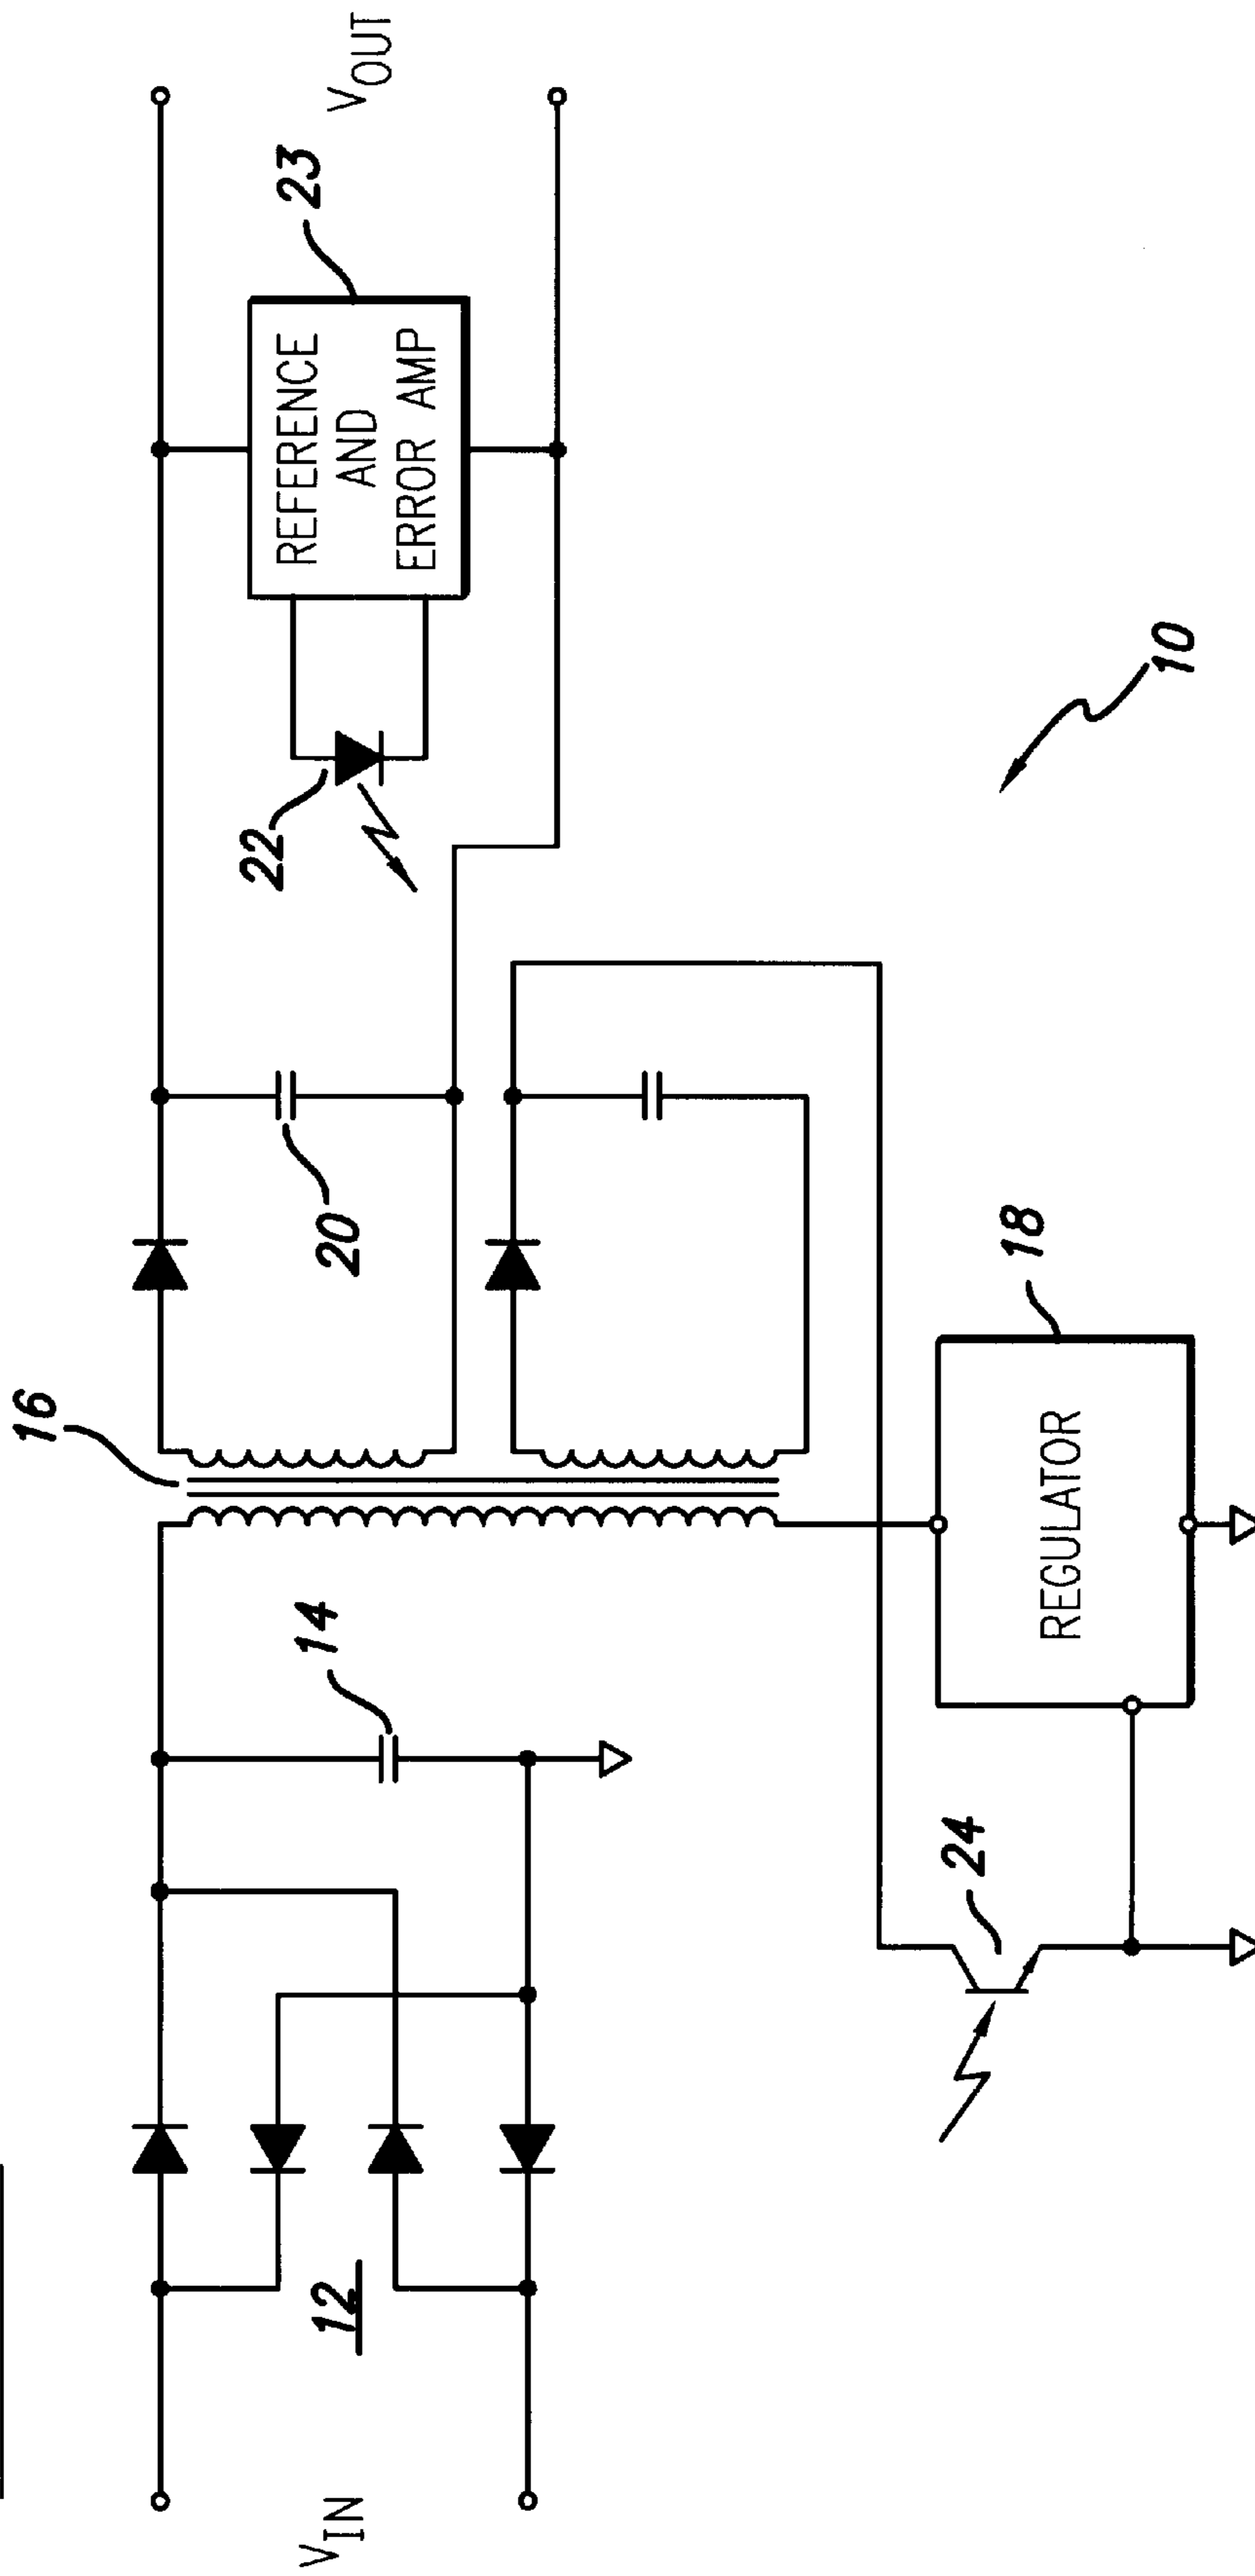 16
V_OUT
23
REFERENCE
AND
ERROR AMP
22
20
14
12
V_IN
10
18
REGULATOR
24